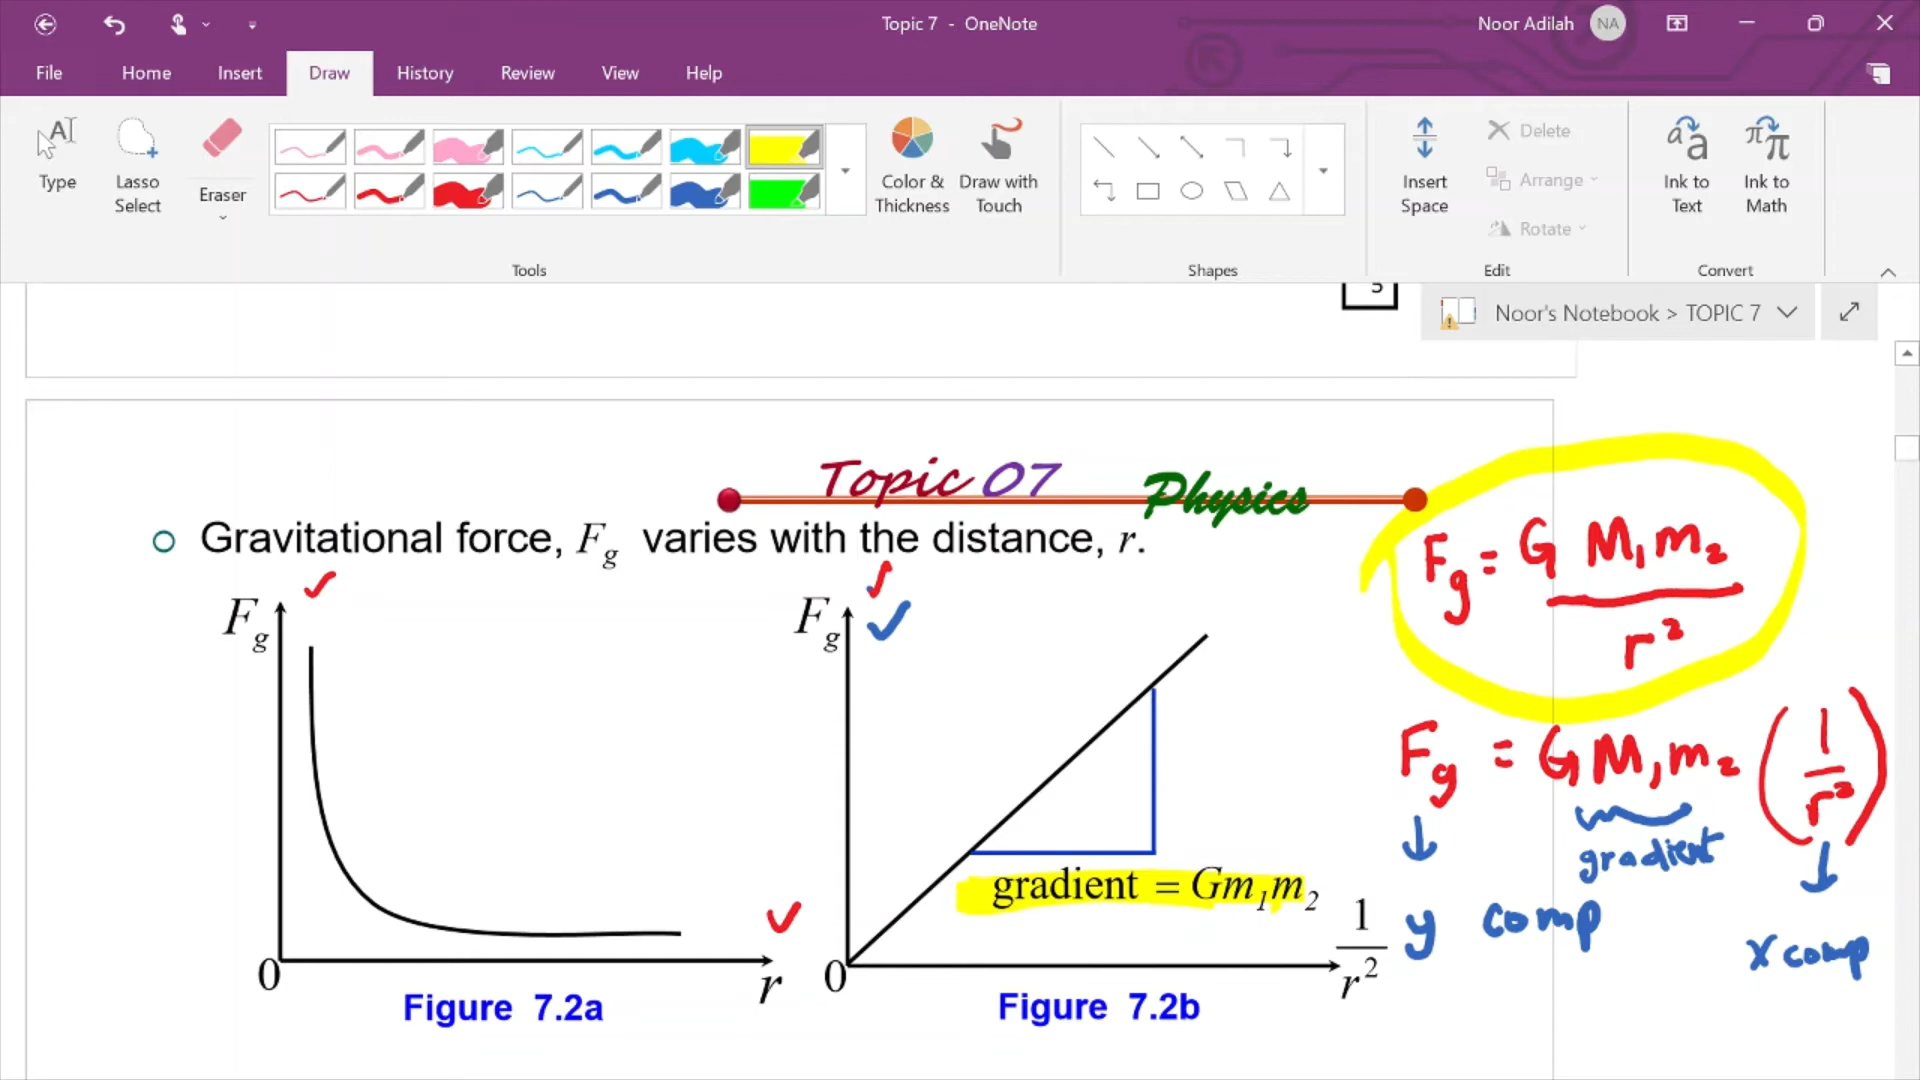 Topic 7 - OneNote
Noor Adilah NA
File Home Insert Draw History Review View Help
Type
Lasso Select
Eraser
Color & Thickness
Draw with Touch
Insert Space
Delete
Arrange
Rotate
Ink to Text
Ink to Math
Tools
Shapes
Edit
Convert
5
Noor's Notebook > TOPIC 7
Topic 07 Physics
Gravitational force, Fg varies with the distance, r.
Fg
0
r
Figure 7.2a
Fg
gradient = Gm₁m₂
0
1/r²
Figure 7.2b
Fg = G M₁m₂ / r²
Fg = G M₁m₂ (1/r²)
gradient
y comp
x comp